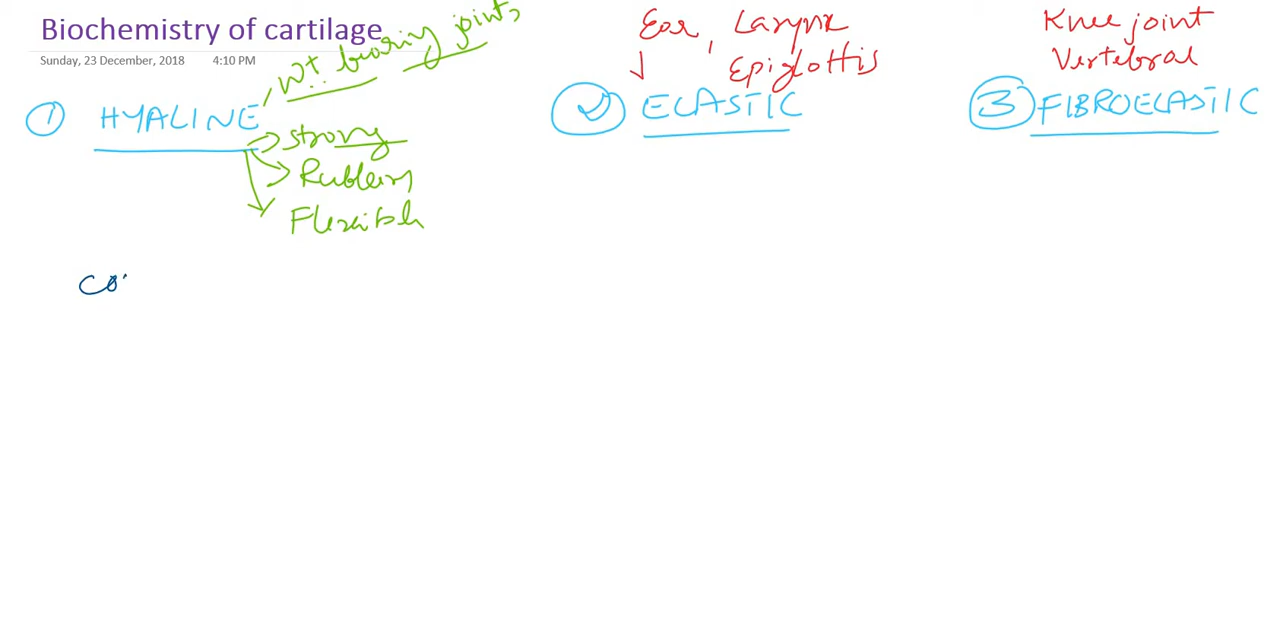 Biochemistry of cartilage
Sunday, 23 December, 2018 4:10 PM
① HYALINE
wt. bearing joints
strong
Rubbery
Flexible
Ear, Larynx
Epiglottis
② ELASTIC
Knee joint
Vertebral
③ FIBROELASTIC